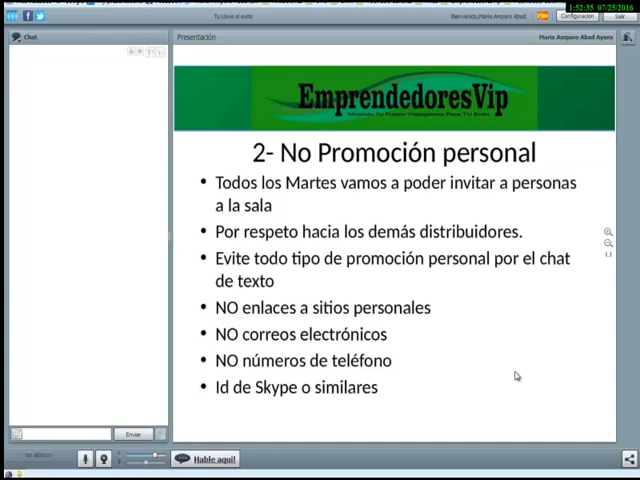 1:52:35 07/25/2016
Tu Llave al exito
Bienvenido,Maria Amparo Abad
Configuración
Salir
Chat
Presentación
Maria Amparo Abad Ayora
EmprendedoresVip
2- No Promoción personal
• Todos los Martes vamos a poder invitar a personas
a la sala
• Por respeto hacia los demás distribuidores.
• Evite todo tipo de promoción personal por el chat
de texto
• NO enlaces a sitios personales
• NO correos electrónicos
• NO números de teléfono
• Id de Skype o similares
Enviar
Hable aqui!